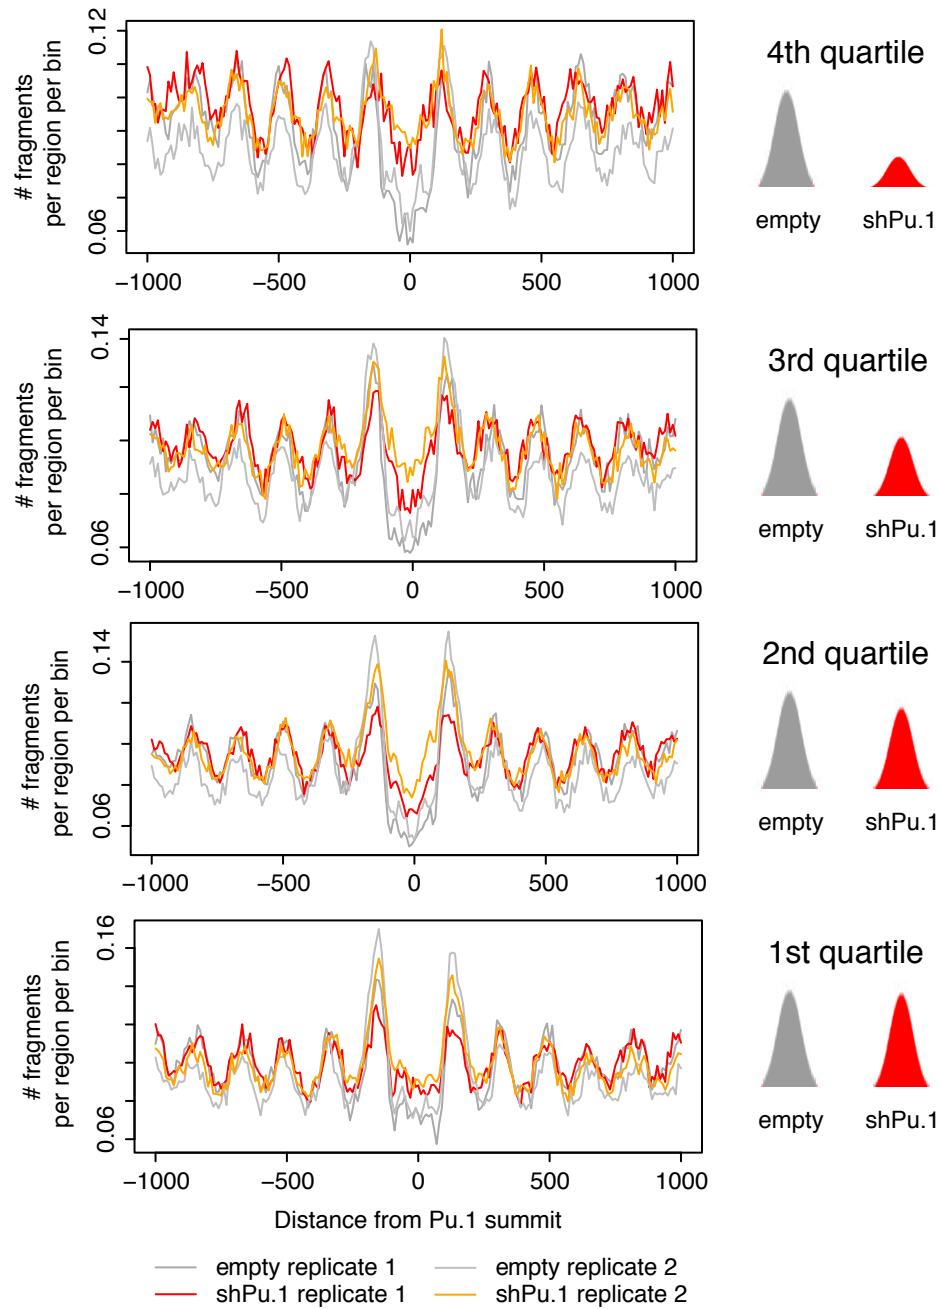 # fragments
per region per bin
0.12
0.06
−1000 −500 0 500 1000
4th quartile
empty shPu.1
# fragments
per region per bin
0.14
0.06
−1000 −500 0 500 1000
3rd quartile
empty shPu.1
# fragments
per region per bin
0.14
0.06
−1000 −500 0 500 1000
2nd quartile
empty shPu.1
# fragments
per region per bin
0.16
0.06
−1000 −500 0 500 1000
1st quartile
empty shPu.1
Distance from Pu.1 summit
empty replicate 1 empty replicate 2
shPu.1 replicate 1 shPu.1 replicate 2